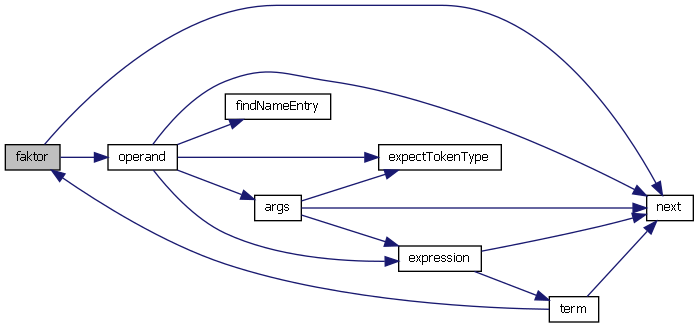 findNameEntry
faktor
operand
expectTokenType
args
next
expression
term